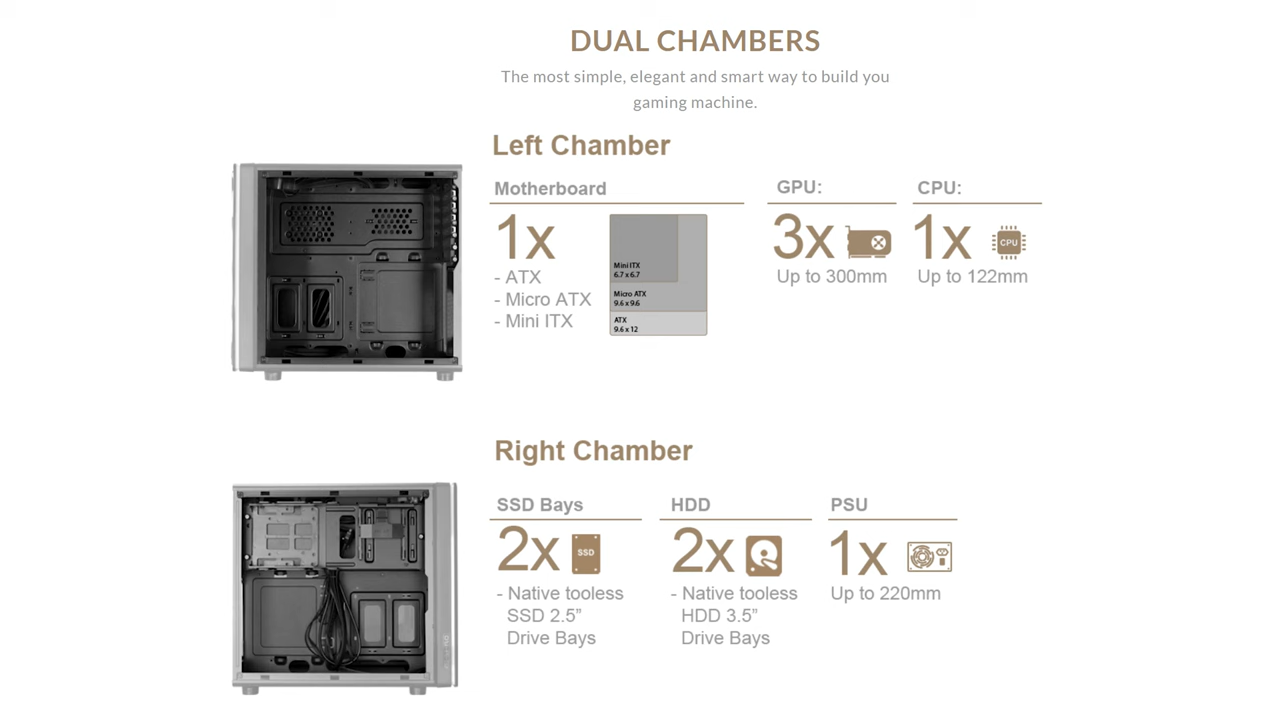 DUAL CHAMBERS
The most simple, elegant and smart way to build you
gaming machine.
Left Chamber
Motherboard
1x
- ATX
- Micro ATX
- Mini ITX
Mini ITX
6.7 x 6.7
Micro ATX
9.6 x 9.6
ATX
9.6 x 12
GPU:
3x
Up to 300mm
CPU:
1x
CPU
Up to 122mm
Right Chamber
SSD Bays
2x
SSD
- Native tooless
SSD 2.5”
Drive Bays
HDD
2x
- Native tooless
HDD 3.5”
Drive Bays
PSU
1x
Up to 220mm